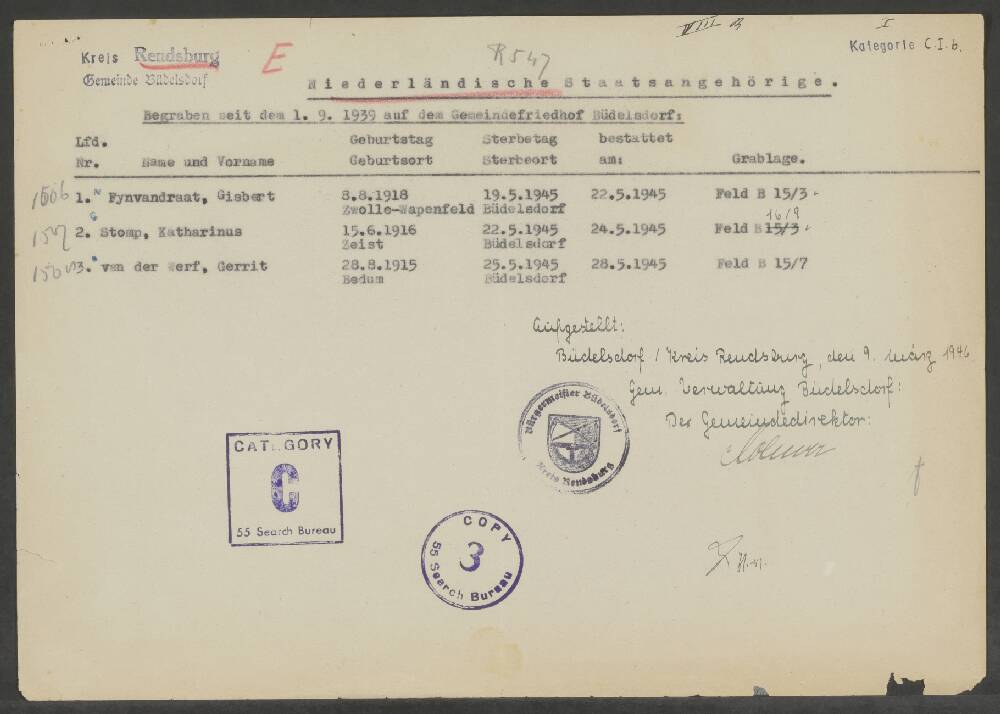 I
Kategorie C.I.b.
Kreis Rendsburg
E
R 547
Gemeinde Büdelsdorf
Niederländische Staatsangehörige.
Begraben seit dem 1. 9. 1939 auf dem Gemeindefriedhof Büdelsdorf:
Lfd. Geburtstag Sterbetag bestattet
Nr. Name und Vorname Geburtsort Sterbeort am: Grablage.
1506 1. Fynvandraat, Gisbert 8.8.1918 19.5.1945 22.5.1945 Feld B 15/3
Zwolle-Wapenfeld Büdelsdorf
16/9
1507 2. Stomp, Katharinus 15.6.1916 22.5.1945 24.5.1945 Feld B 15/3
Zeist Büdelsdorf
3. van der Werf, Gerrit 28.8.1915 25.5.1945 28.5.1945 Feld B 15/7
Bedum Büdelsdorf
Aufgestellt:
Büdelsdorf / Kreis Rendsburg, den 9. März 1946
Gem. Verwaltung Büdelsdorf:
Der Gemeindedirektor:
Bürgermeister Büdelsdorf
Kreis Rendsburg
CATEGORY
C
55 Search Bureau
COPY
3
55 Search Bureau